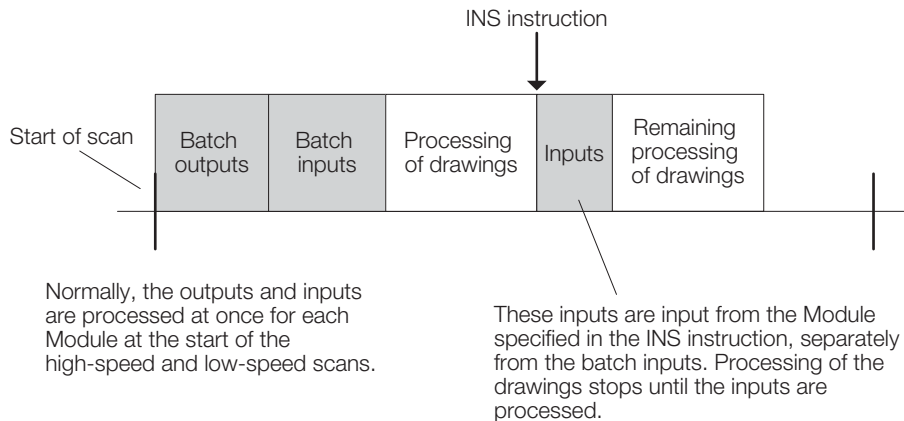 INS instruction
Start of scan
Batch
outputs
Batch
inputs
Processing
of drawings
Inputs
Remaining
processing
of drawings
Normally, the outputs and inputs
are processed at once for each
Module at the start of the
high-speed and low-speed scans.
These inputs are input from the Module
specified in the INS instruction, separately
from the batch inputs. Processing of the
drawings stops until the inputs are
processed.